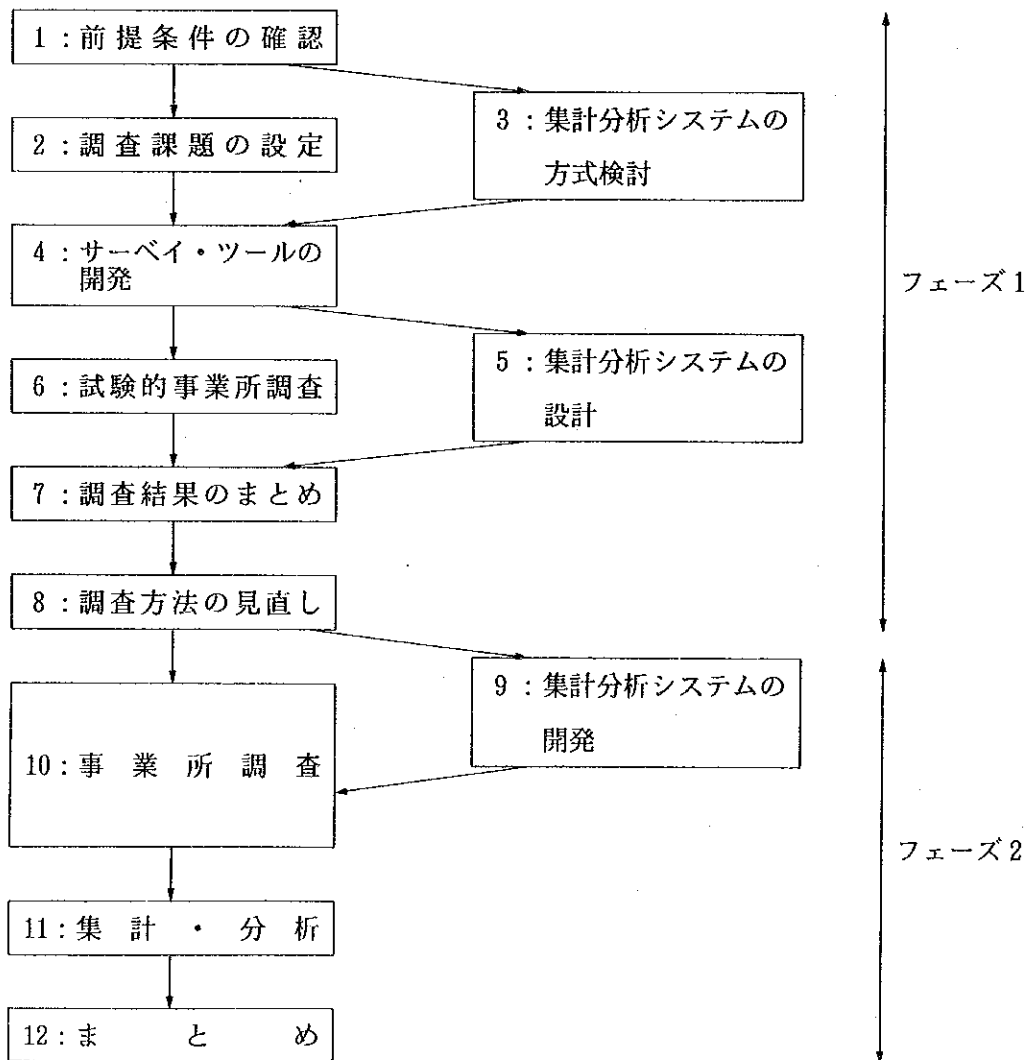 1：前提条件の確認
2：調査課題の設定
3：集計分析システムの
方式検討
4：サーベイ・ツールの
開発
フェーズ1
5：集計分析システムの
設計
6：試験的事業所調査
7：調査結果のまとめ
8：調査方法の見直し
9：集計分析システムの
開発
10：事業所調査
フェーズ2
11：集計・分析
12：まとめ